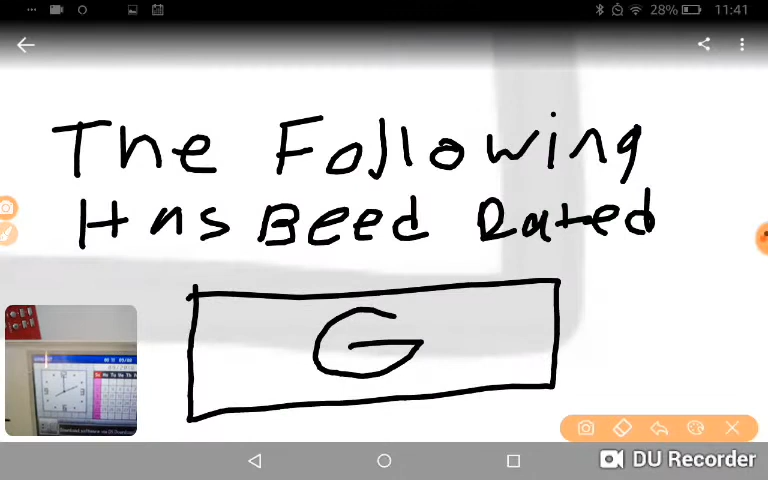 28% 11:41
The Following
Has Beed Rated
G
DU Recorder